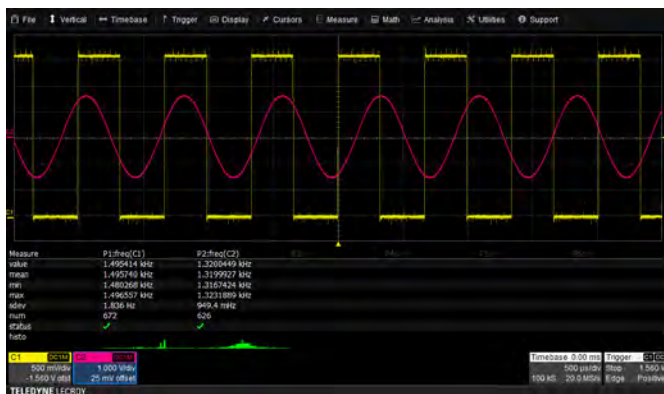 File Vertical Timebase Trigger Display Cursors Measure Math Analysis Utilities Support
Measure P1:freq(C1) P2:freq(C2)
value 1.495414 kHz 1.3200449 kHz
mean 1.495740 kHz 1.3199927 kHz
min 1.480268 kHz 1.3167424 kHz
max 1.496557 kHz 1.3231889 kHz
sdev 1.836 Hz 949.4 mHz
num 672 626
status
histo
C1 DC1M DC1M Timebase 0.00 ms Trigger C1 DC
500 mV/div 1.000 V/div 500 µs/div Stop 1.560 V
-1.560 V ofst 25 mV offset 100 kS 20.0 MS/s Edge Positive
TELEDYNE LECROY